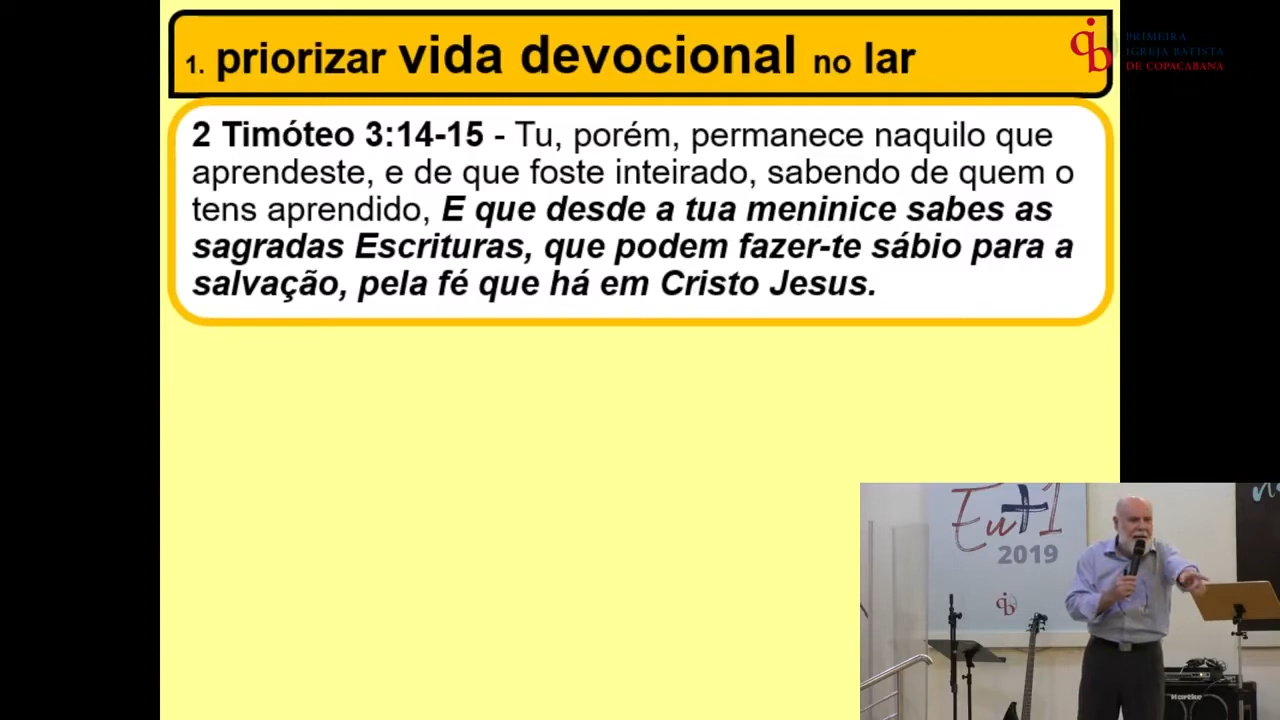 1. priorizar vida devocional no lar
PRIMEIRA
IGREJA BATISTA
DE COPACABANA
2 Timóteo 3:14-15 - Tu, porém, permanece naquilo que
aprendeste, e de que foste inteirado, sabendo de quem o
tens aprendido, E que desde a tua meninice sabes as
sagradas Escrituras, que podem fazer-te sábio para a
salvação, pela fé que há em Cristo Jesus.
Eu+1
2019
Hartke